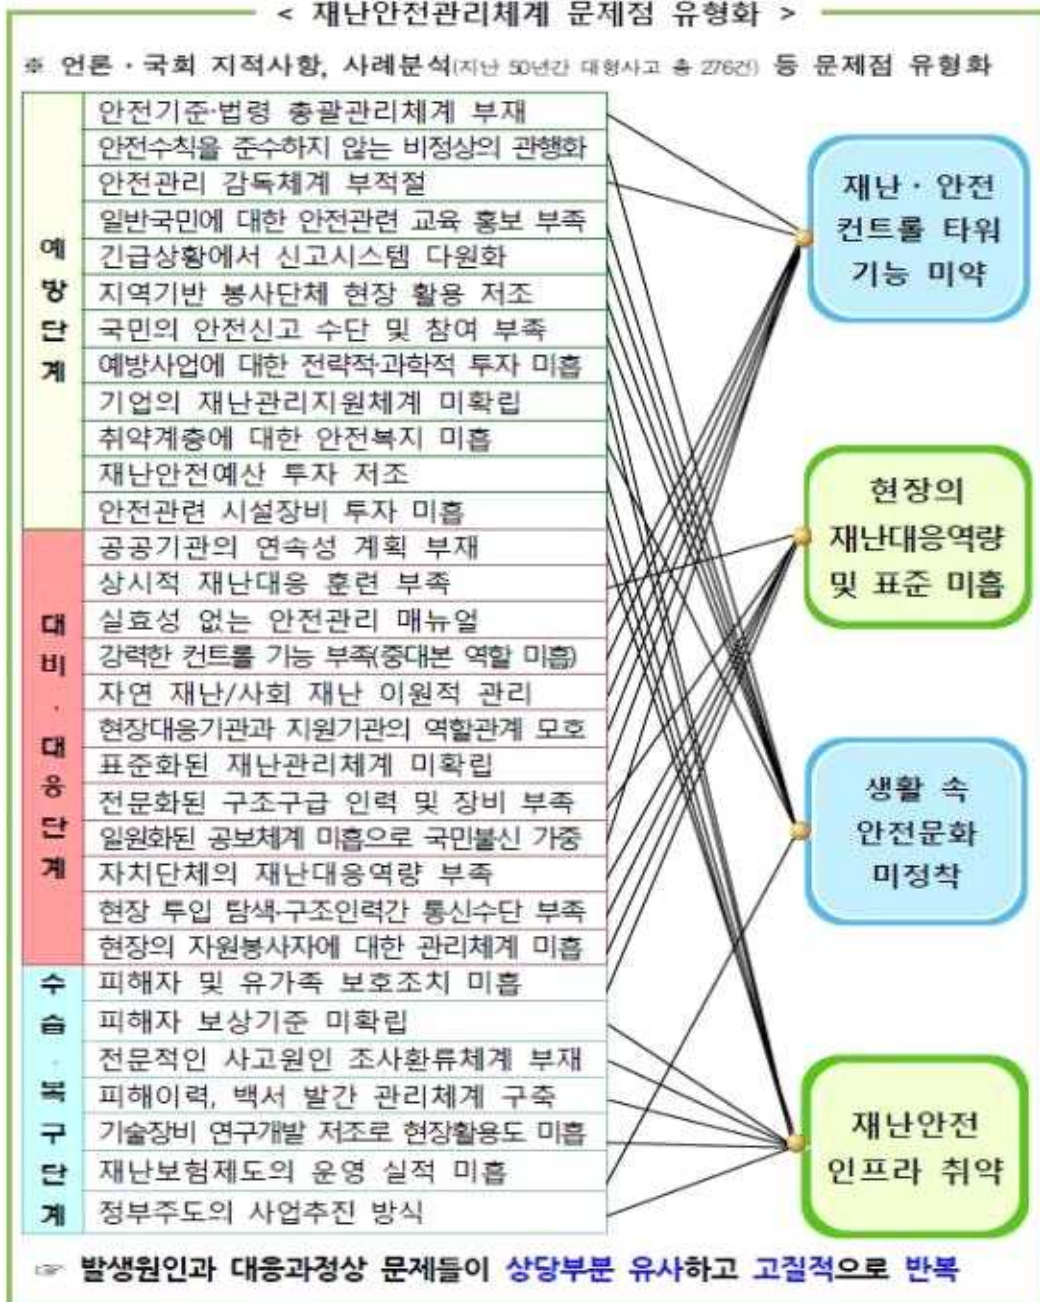 < 재난안전관리체계 문제점 유형화 >
※ 언론·국회 지적사항, 사례분석(지난 50년간 대형사고 총 276건) 등 문제점 유형화
예방단계
안전기준·법령 총괄관리체계 부재
안전수칙을 준수하지 않는 비정상의 관행화
안전관리 감독체계 부적절
일반국민에 대한 안전관련 교육 홍보 부족
긴급상황에서 신고시스템 다원화
지역기반 봉사단체 현장 활용 저조
국민의 안전신고 수단 및 참여 부족
예방사업에 대한 전략적·과학적 투자 미흡
기업의 재난관리지원체계 미확립
취약계층에 대한 안전복지 미흡
재난안전예산 투자 저조
안전관련 시설장비 투자 미흡
대비·대응단계
공공기관의 연속성 계획 부재
상시적 재난대응 훈련 부족
실효성 없는 안전관리 매뉴얼
강력한 컨트롤 기능 부족(중대본 역할 미흡)
자연 재난/사회 재난 이원적 관리
현장대응기관과 지원기관의 역할관계 모호
표준화된 재난관리체계 미확립
전문화된 구조구급 인력 및 장비 부족
일원화된 공보체계 미흡으로 국민불신 가중
자치단체의 재난대응역량 부족
현장 투입 탐색·구조인력간 통신수단 부족
현장의 자원봉사자에 대한 관리체계 미흡
수습·복구단계
피해자 및 유가족 보호조치 미흡
피해자 보상기준 미확립
전문적인 사고원인 조사환류체계 부재
피해이력, 백서 발간 관리체계 구축
기술장비 연구개발 저조로 현장활용도 미흡
재난보험제도의 운영 실적 미흡
정부주도의 사업추진 방식
재난·안전
컨트롤 타워
기능 미약
현장의
재난대응역량
및 표준 미흡
생활 속
안전문화
미정착
재난안전
인프라 취약
☞ 발생원인과 대응과정상 문제들이 상당부분 유사하고 고질적으로 반복